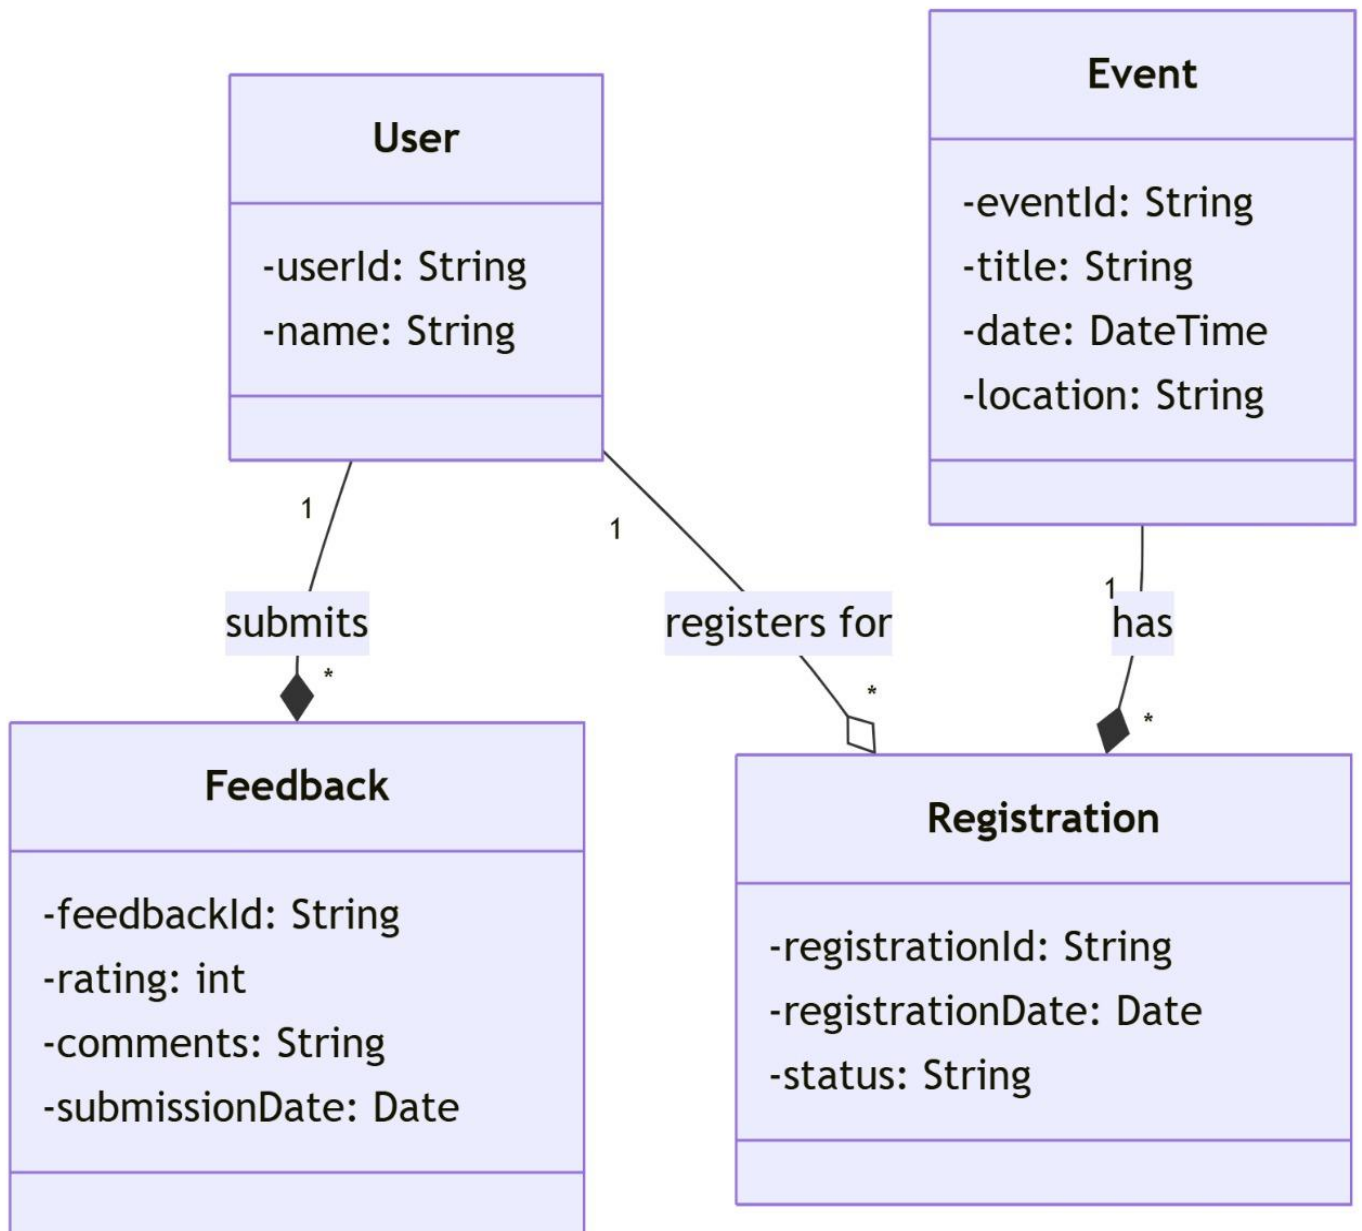 User
-userId: String
-name: String
Event
-eventId: String
-title: String
-date: DateTime
-location: String
1
submits
*
1
registers for
*
1
has
*
Feedback
-feedbackId: String
-rating: int
-comments: String
-submissionDate: Date
Registration
-registrationId: String
-registrationDate: Date
-status: String